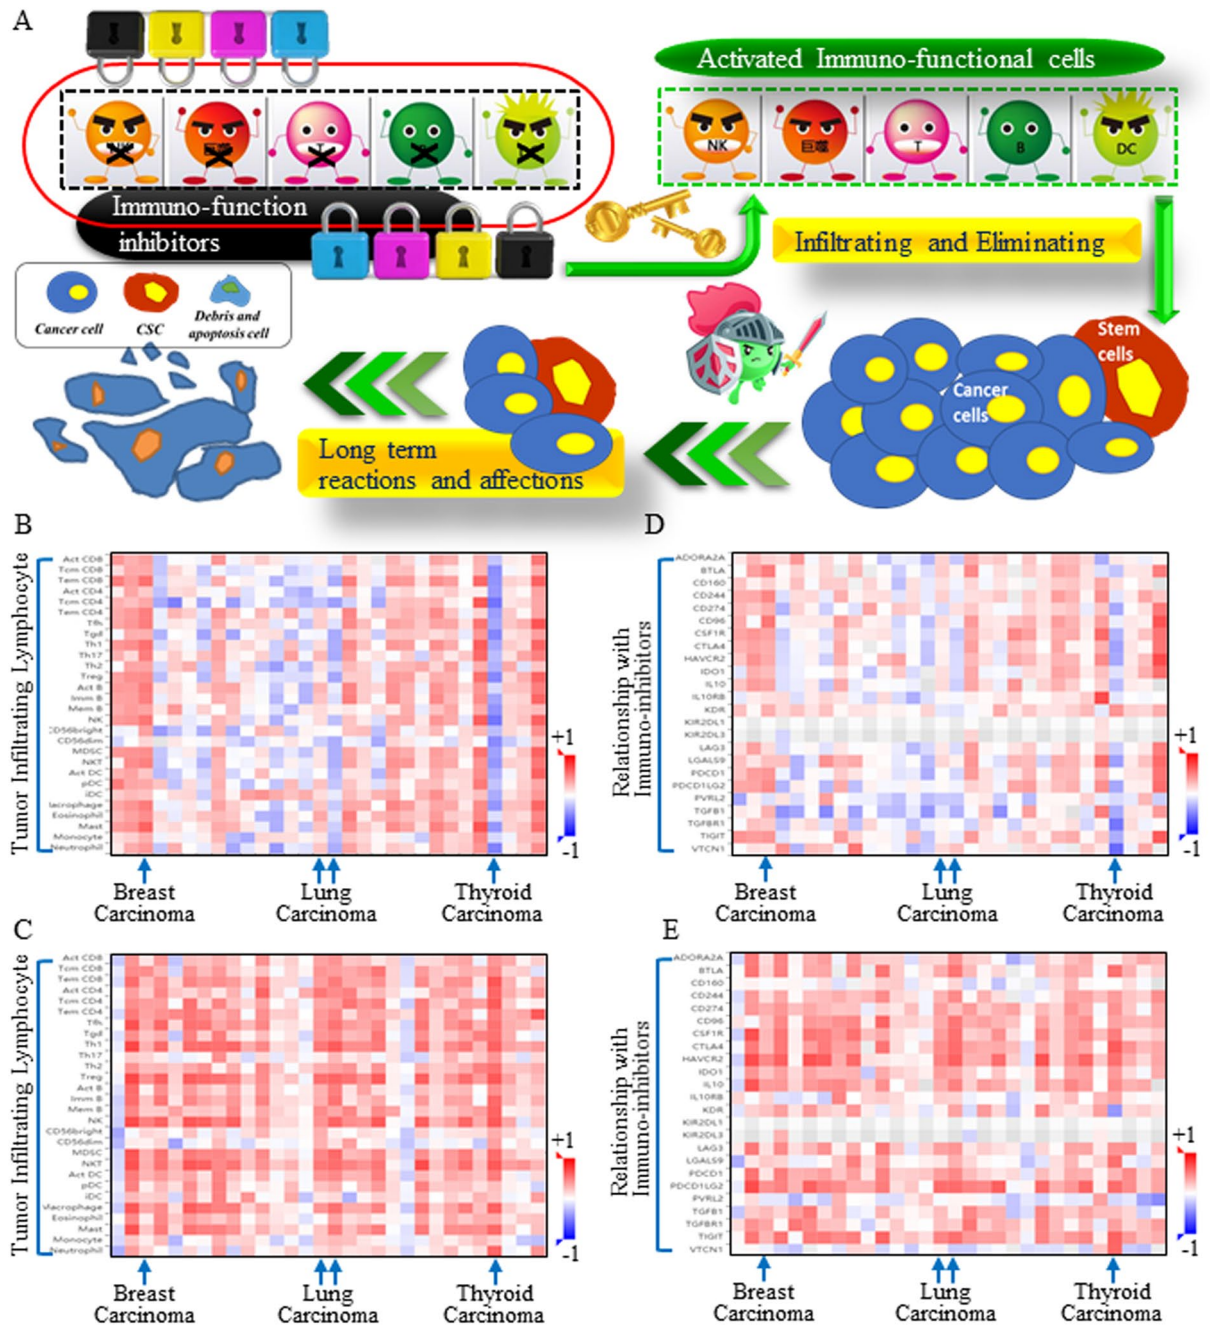 A
Activated Immuno-functional cells
NK
巨噬
T
B
DC
Immuno-function
inhibitors
Infiltrating and Eliminating
Cancer cell
CSC
Debris and
apoptosis cell
Stem
cells
Cancer
cells
Long term
reactions and affections
B
Tumor Infiltrating Lymphocyte
Act CD8
Tcm CD8
Tem CD8
Act CD4
Tcm CD4
Tem CD4
Tfh
Tgd
Th1
Th17
Th2
Treg
Act B
Imm B
Mem B
NK
CD56bright
CD56dim
MDSC
NKT
Act DC
pDC
iDC
lacrophage
Eosinophil
Mast
Monocyte
Neutrophil
+1
-1
Breast
Carcinoma
Lung
Carcinoma
Thyroid
Carcinoma
D
Relationship with
Immuno-inhibitors
ADORA2A
BTLA
CD160
CD244
CD274
CD96
CSF1R
CTLA4
HAVCR2
IDO1
IL10
IL10RB
KDR
KIR2DL1
KIR2DL3
LAG3
LGALS9
PDCD1
PDCD1LG2
PVRL2
TGFB1
TGFBR1
TIGIT
VTCN1
+1
-1
Breast
Carcinoma
Lung
Carcinoma
Thyroid
Carcinoma
C
Tumor Infiltrating Lymphocyte
Act CD8
Tcm CD8
Tem CD8
Act CD4
Tcm CD4
Tem CD4
Tfh
Tgd
Th1
Th17
Th2
Treg
Act B
Imm B
Mem B
NK
CD56bright
CD56dim
MDSC
NKT
Act DC
pDC
iDC
Macrophage
Eosinophil
Mast
Monocyte
Neutrophil
+1
-1
Breast
Carcinoma
Lung
Carcinoma
Thyroid
Carcinoma
E
Relationship with
Immuno-inhibitors
ADORA2A
BTLA
CD160
CD244
CD274
CD96
CSF1R
CTLA4
HAVCR2
IDO1
IL10
IL10RB
KDR
KIR2DL1
KIR2DL3
LAG3
LGALS9
PDCD1
PDCD1LG2
PVRL2
TGFB1
TGFBR1
TIGIT
VTCN1
+1
-1
Breast
Carcinoma
Lung
Carcinoma
Thyroid
Carcinoma